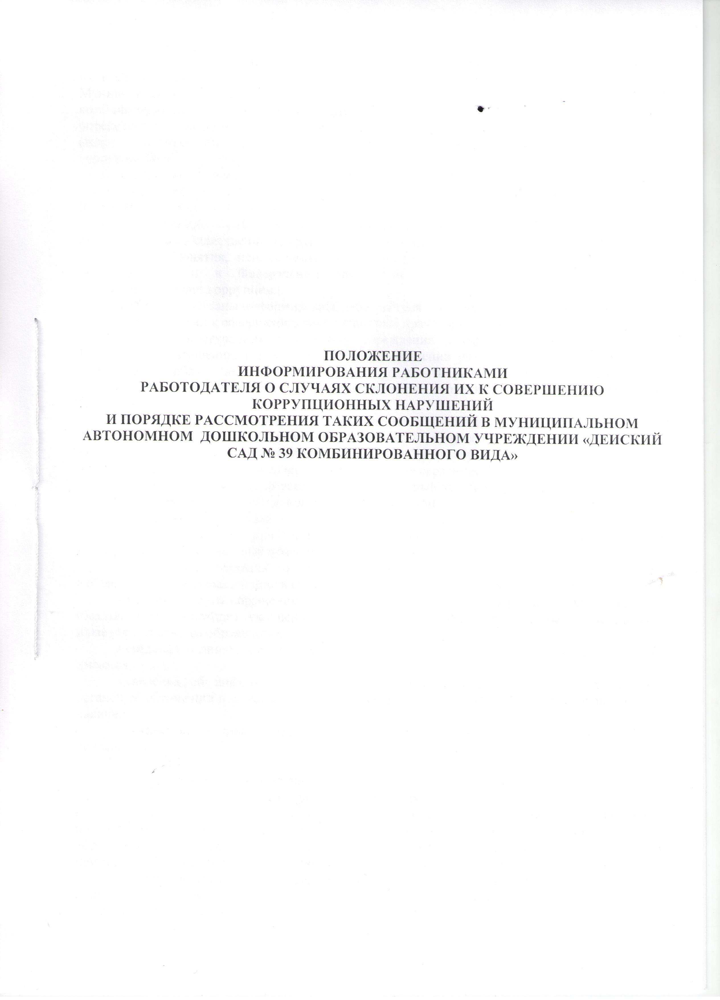 ПОЛОЖЕНИЕ
ИНФОРМИРОВАНИЯ РАБОТНИКАМИ
РАБОТОДАТЕЛЯ О СЛУЧАЯХ СКЛОНЕНИЯ ИХ К СОВЕРШЕНИЮ
КОРРУПЦИОННЫХ НАРУШЕНИЙ
И ПОРЯДКЕ РАССМОТРЕНИЯ ТАКИХ СООБЩЕНИЙ В МУНИЦИПАЛЬНОМ
АВТОНОМНОМ ДОШКОЛЬНОМ ОБРАЗОВАТЕЛЬНОМ УЧРЕЖДЕНИИ «ДЕИСКИЙ
САД № 39 КОМБИНИРОВАННОГО ВИДА»